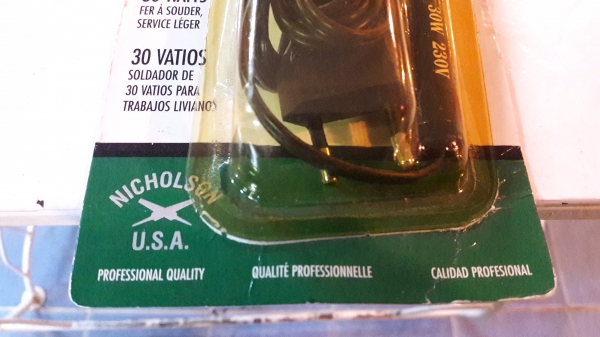 WATTS
FER À SOUDER,
SERVICE LÉGER
30 VATIOS
SOLDADOR DE
30 VATIOS PARA
TRABAJOS LIVIANOS
30W 230V
NICHOLSON
U.S.A.
PROFESSIONAL QUALITY
QUALITÉ PROFESSIONNELLE
CALIDAD PROFESIONAL